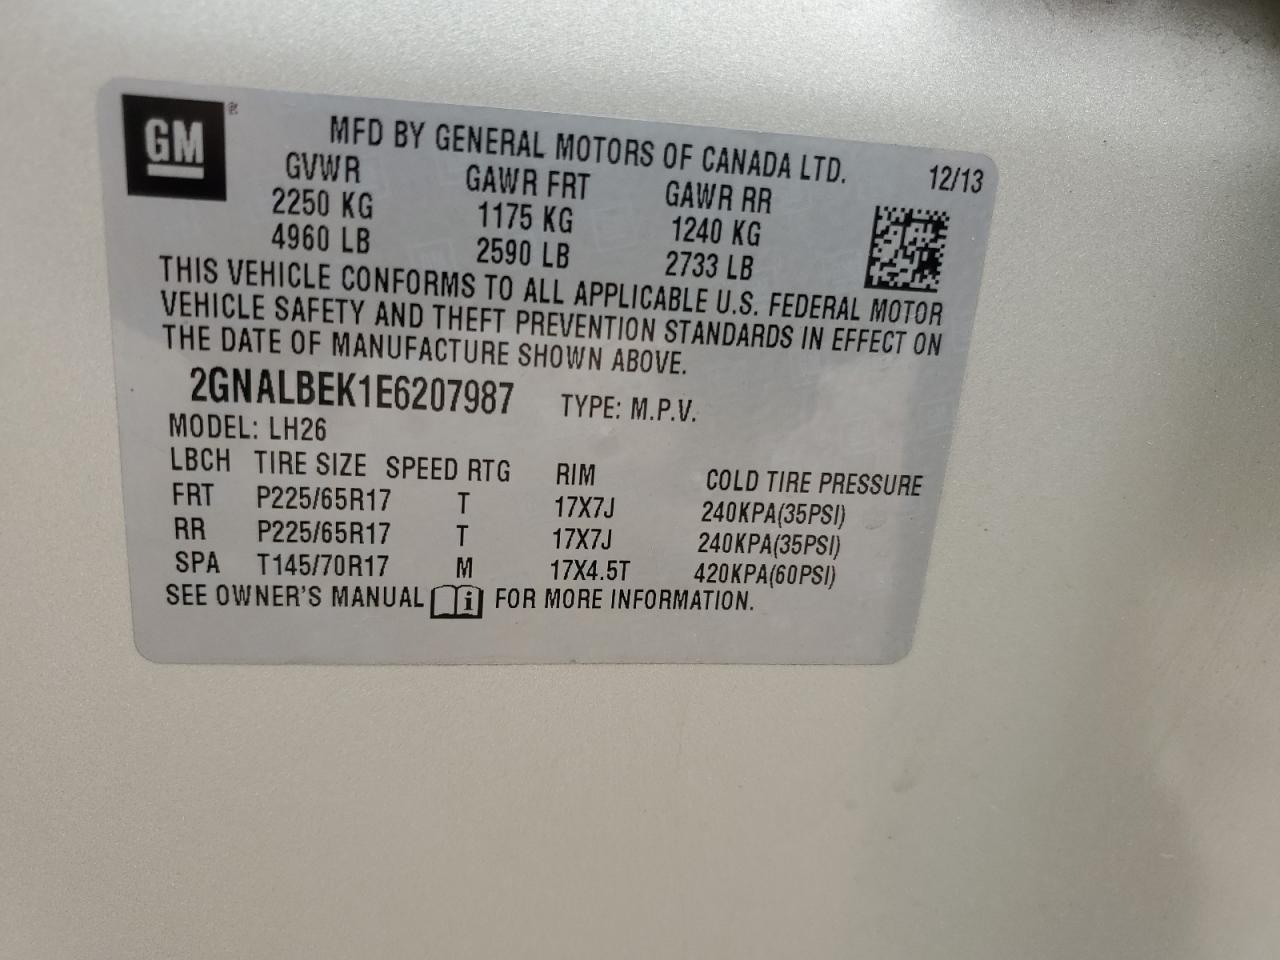 GM ®
MFD BY GENERAL MOTORS OF CANADA LTD. 12/13
GVWR GAWR FRT GAWR RR
2250 KG 1175 KG 1240 KG
4960 LB 2590 LB 2733 LB
THIS VEHICLE CONFORMS TO ALL APPLICABLE U.S. FEDERAL MOTOR
VEHICLE SAFETY AND THEFT PREVENTION STANDARDS IN EFFECT ON
THE DATE OF MANUFACTURE SHOWN ABOVE.
2GNALBEK1E6207987 TYPE: M.P.V.
MODEL: LH26
LBCH TIRE SIZE SPEED RTG RIM COLD TIRE PRESSURE
FRT P225/65R17 T 17X7J 240KPA(35PSI)
RR P225/65R17 T 17X7J 240KPA(35PSI)
SPA T145/70R17 M 17X4.5T 420KPA(60PSI)
SEE OWNER'S MANUAL i FOR MORE INFORMATION.